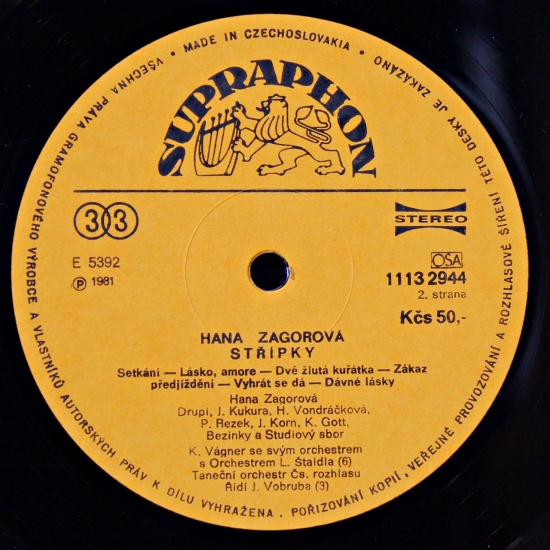 • MADE IN CZECHOSLOVAKIA •
VŠECHNA PRÁVA GRAMOFONOVÉHO VÝROBCE A VLASTNÍKŮ AUTORSKÝCH PRÁV K DÍLU VYHRAŽENA. POŘIZOVÁNÍ KOPIÍ, VEŘEJNÉ PROVOZOVÁNÍ A ROZHLASOVÉ ŠÍŘENÍ TÉTO DESKY JE ZAKÁZÁNO
SUPRAPHON
33
STEREO
E 5392
OSA
℗ 1981
1113 2944
2. strana
Kčs 50,-
HANA ZAGOROVÁ
STŘÍPKY
Setkání — Lásko, amore — Dvě žlutá kuřátka — Zákaz
předjíždění — Vyhrát se dá — Dávné lásky
Hana Zagorová
Drupi, J. Kukura, H. Vondráčková,
P. Rezek, J. Korn, K. Gott,
Bezinky a Studiový sbor
K. Vágner se svým orchestrem
s Orchestrem L. Štaidla (6)
Taneční orchestr Čs. rozhlasu
Řídí J. Vobruba (3)